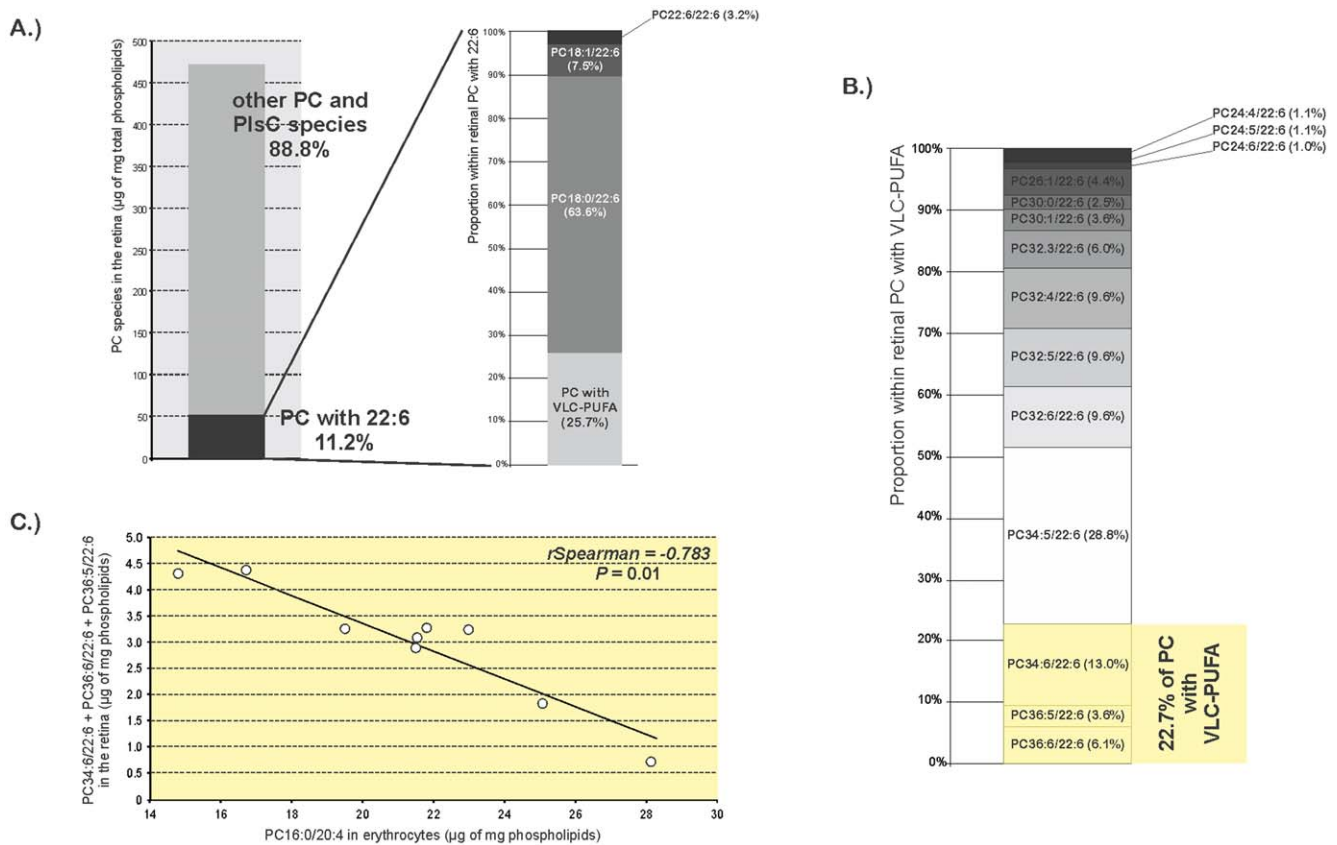 A.)
PC species in the retina (µg of mg total phospholipids)
500
450
400
350
300
250
200
150
100
50
0
other PC and
PlsC species
88.8%
PC with 22:6
11.2%
Proportion within retinal PC with 22:6
100%
90%
80%
70%
60%
50%
40%
30%
20%
10%
0%
PC22:6/22:6 (3.2%)
PC18:1/22:6
(7.5%)
PC18:0/22:6
(63.6%)
PC with
VLC-PUFA
(25.7%)
B.)
Proportion within retinal PC with VLC-PUFA
100%
90%
80%
70%
60%
50%
40%
30%
20%
10%
0%
PC24:4/22:6 (1.1%)
PC24:5/22:6 (1.1%)
PC24:6/22:6 (1.0%)
PC26:1/22:6 (4.4%)
PC30:0/22:6 (2.5%)
PC30:1/22:6 (3.6%)
PC32:3/22:6 (6.0%)
PC32:4/22:6 (9.6%)
PC32:5/22:6 (9.6%)
PC32:6/22:6 (9.6%)
PC34:5/22:6 (28.8%)
PC34:6/22:6 (13.0%)
PC36:5/22:6 (3.6%)
PC36:6/22:6 (6.1%)
22.7% of PC
with
VLC-PUFA
C.)
PC34:6/22:6 + PC36:6/22:6 + PC36:5/22:6
in the retina (µg of mg phospholipids)
5.0
4.5
4.0
3.5
3.0
2.5
2.0
1.5
1.0
0.5
0
rSpearman = -0.783
P = 0.01
14
16
18
20
22
24
26
28
30
PC16:0/20:4 in erythrocytes (µg of mg phospholipids)